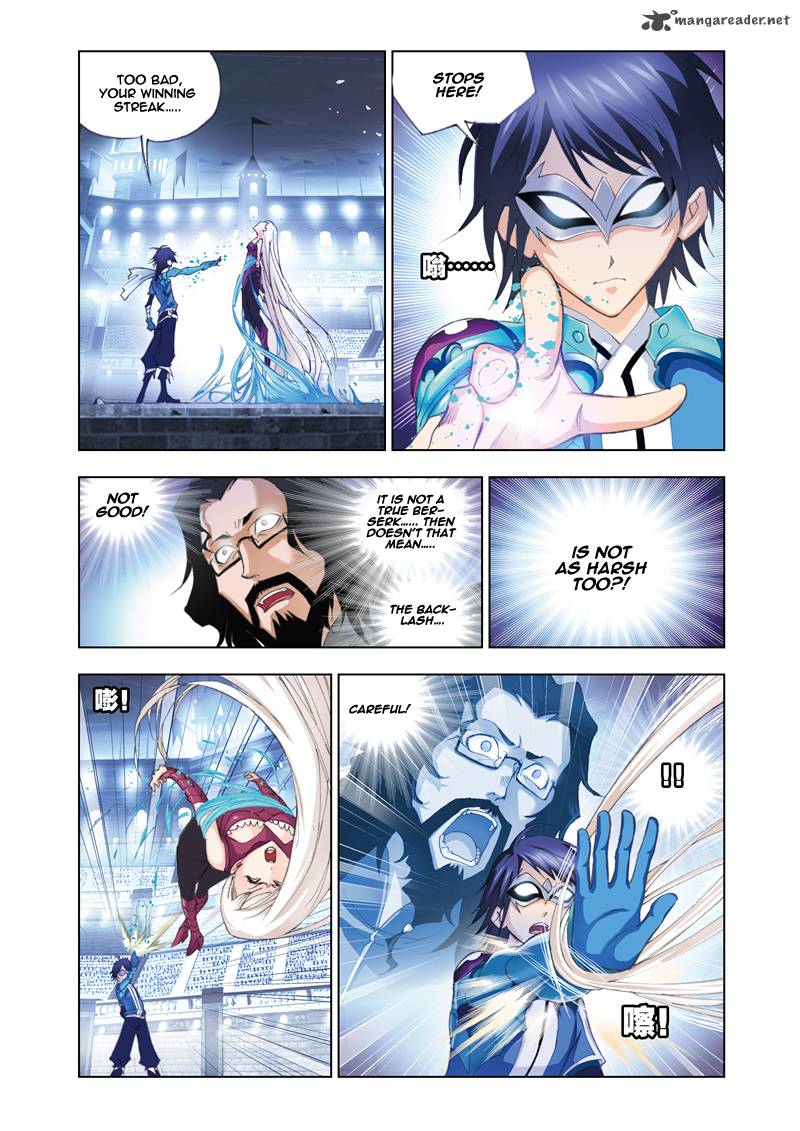 mangareader.net
TOO BAD,
YOUR WINNING
STREAK.....
STOPS
HERE!
嗡……
NOT
GOOD!
IT IS NOT A
TRUE BER-
SERK...... THEN
DOESN'T THAT
MEAN.....
THE BACK-
LASH....
IS NOT
AS HARSH
TOO?!
嘭!
CAREFUL!
!!
嚓!